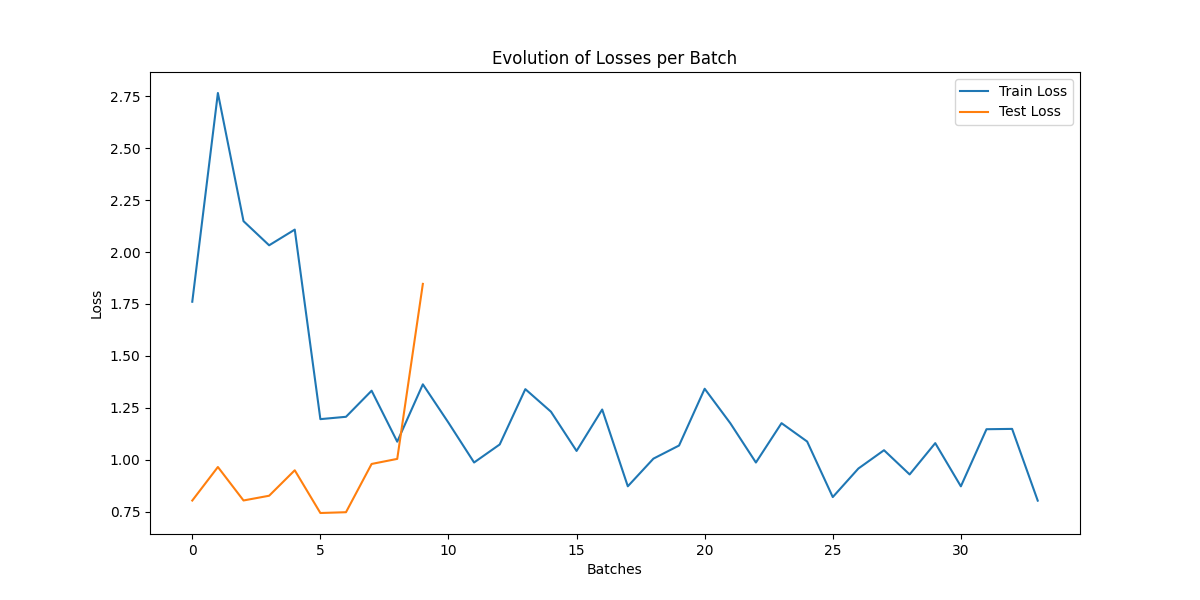 Evolution of Losses per Batch
Train Loss
Test Loss
2.75
2.50
2.25
2.00
1.75
1.50
1.25
1.00
0.75
Loss
0 5 10 15 20 25 30
Batches